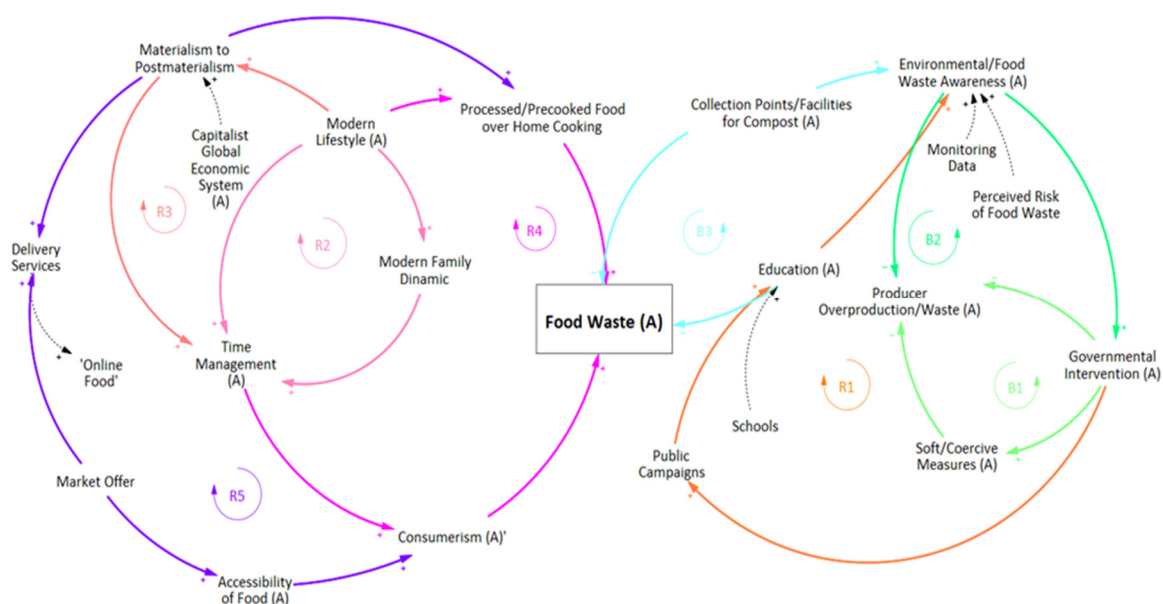 Materialism to
Postmaterialism
Capitalist
Global
Economic
System
(A)
Modern
Lifestyle (A)
Processed/Precooked Food
over Home Cooking
Collection Points/Facilities
for Compost (A)
Environmental/Food
Waste Awareness (A)
Monitoring
Data
Perceived Risk
of Food Waste
R3
R2
R4
B3
B2
Delivery
Services
Modern Family
Dinamic
Education (A)
Producer
Overproduction/Waste (A)
Food Waste (A)
'Online
Food'
Time
Management
(A)
Governmental
Intervention (A)
R1
B1
Schools
Public
Campaigns
Soft/Coercive
Measures (A)
Market Offer
R5
Consumerism (A)'
Accessibility
of Food (A)